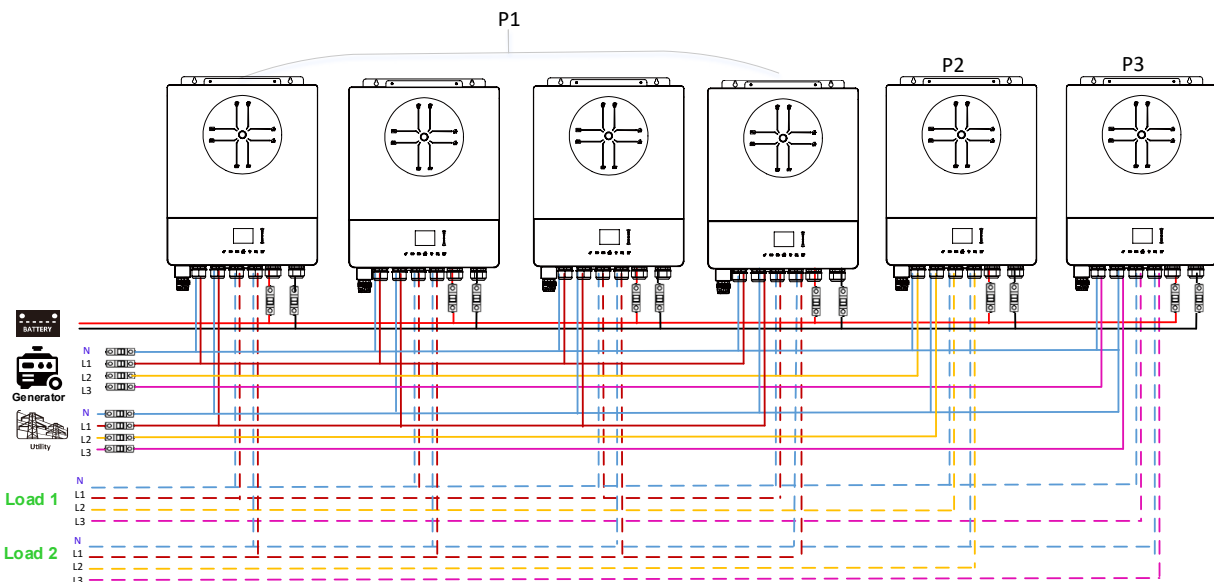 P1
P2
P3
BATTERY
N
L1
L2
L3
Generator
N
L1
L2
L3
Utility
N
L1
L2
L3
Load 1
N
L1
L2
L3
Load 2